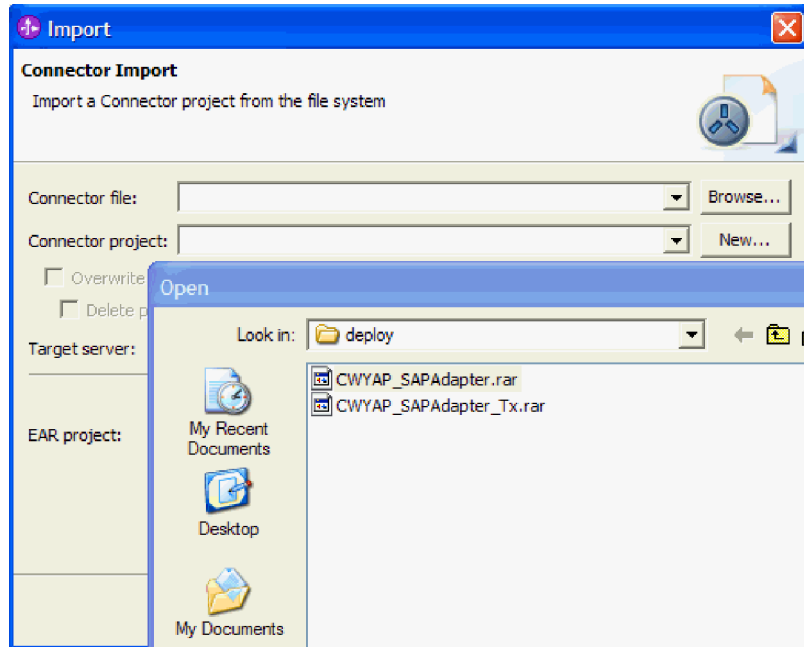 Import
Connector Import
Import a Connector project from the file system
Connector file:
Browse...
Connector project:
New...
Overwrite
Delete p
Open
Target server:
Look in:
deploy
EAR project:
CWYAP_SAPAdapter.rar
CWYAP_SAPAdapter_Tx.rar
My Recent
Documents
Desktop
My Documents